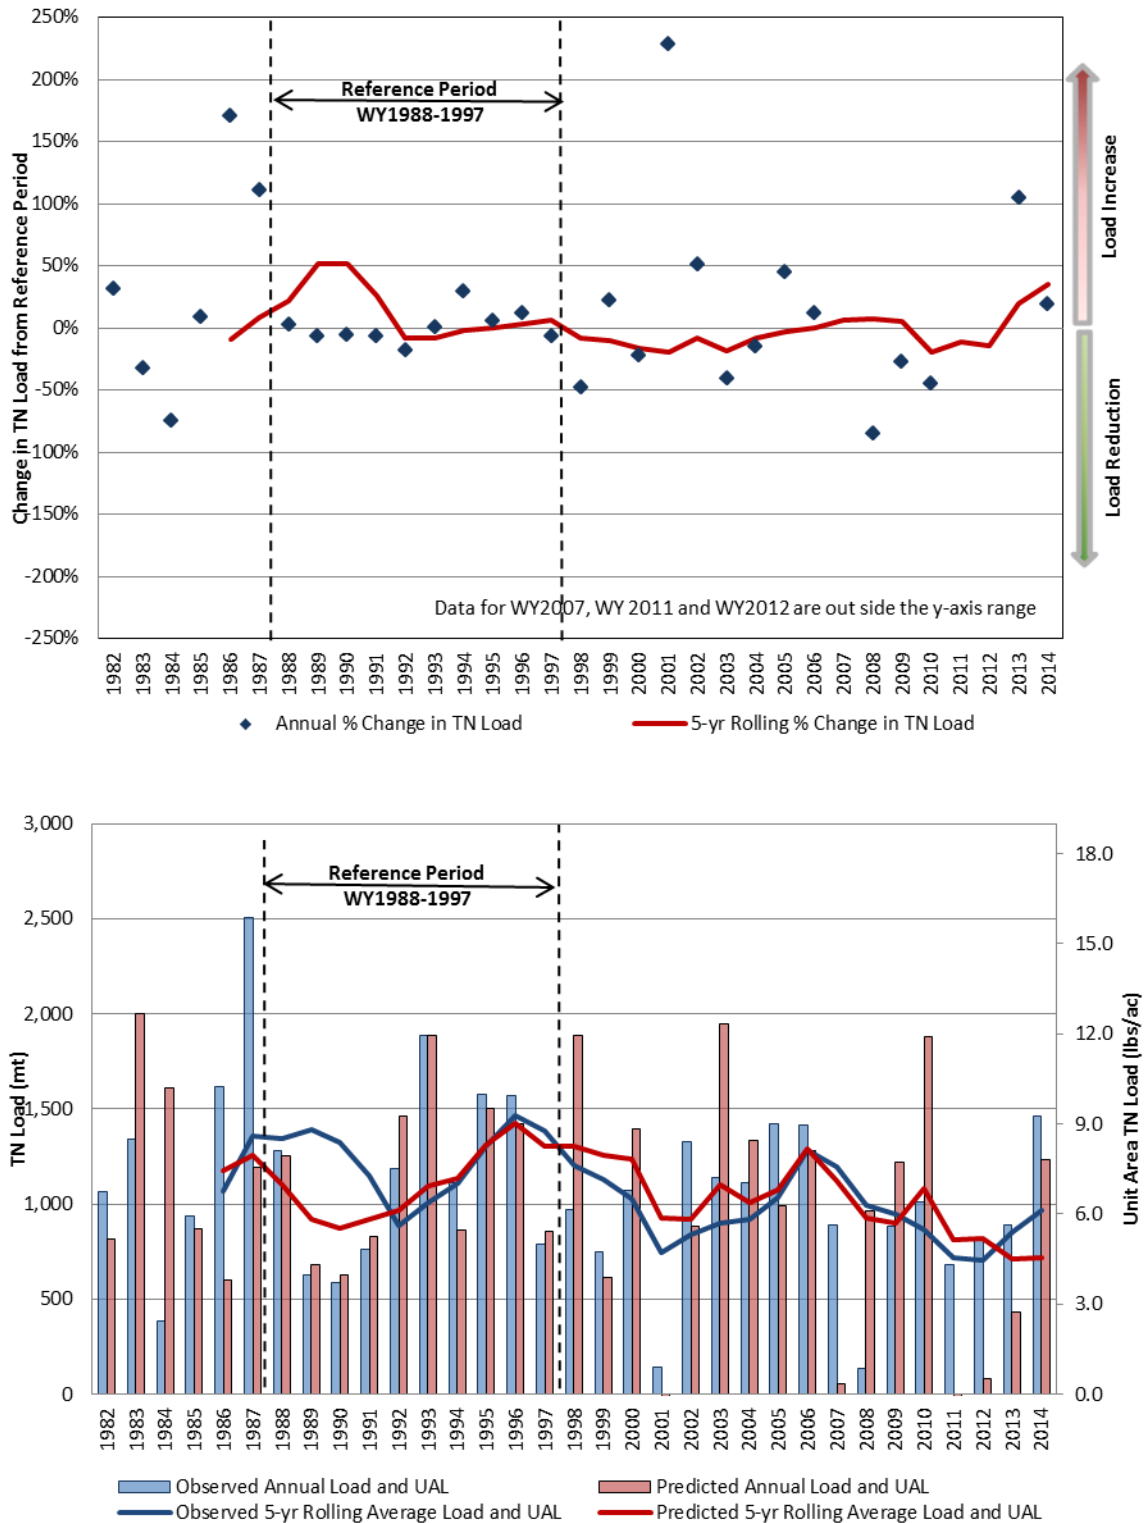 250%
200%
150%
100%
50%
0%
-50%
-100%
-150%
-200%
-250%
Change in TN Load from Reference Period
Reference Period
WY1988-1997
Load Increase
Load Reduction
Data for WY2007, WY 2011 and WY2012 are out side the y-axis range
1982 1983 1984 1985 1986 1987 1988 1989 1990 1991 1992 1993 1994 1995 1996 1997 1998 1999 2000 2001 2002 2003 2004 2005 2006 2007 2008 2009 2010 2011 2012 2013 2014
Annual % Change in TN Load 5-yr Rolling % Change in TN Load
3,000
2,500
2,000
1,500
1,000
500
0
TN Load (mt)
Reference Period
WY1988-1997
18.0
15.0
12.0
9.0
6.0
3.0
0.0
Unit Area TN Load (lbs/ac)
1982 1983 1984 1985 1986 1987 1988 1989 1990 1991 1992 1993 1994 1995 1996 1997 1998 1999 2000 2001 2002 2003 2004 2005 2006 2007 2008 2009 2010 2011 2012 2013 2014
Observed Annual Load and UAL Predicted Annual Load and UAL
Observed 5-yr Rolling Average Load and UAL Predicted 5-yr Rolling Average Load and UAL